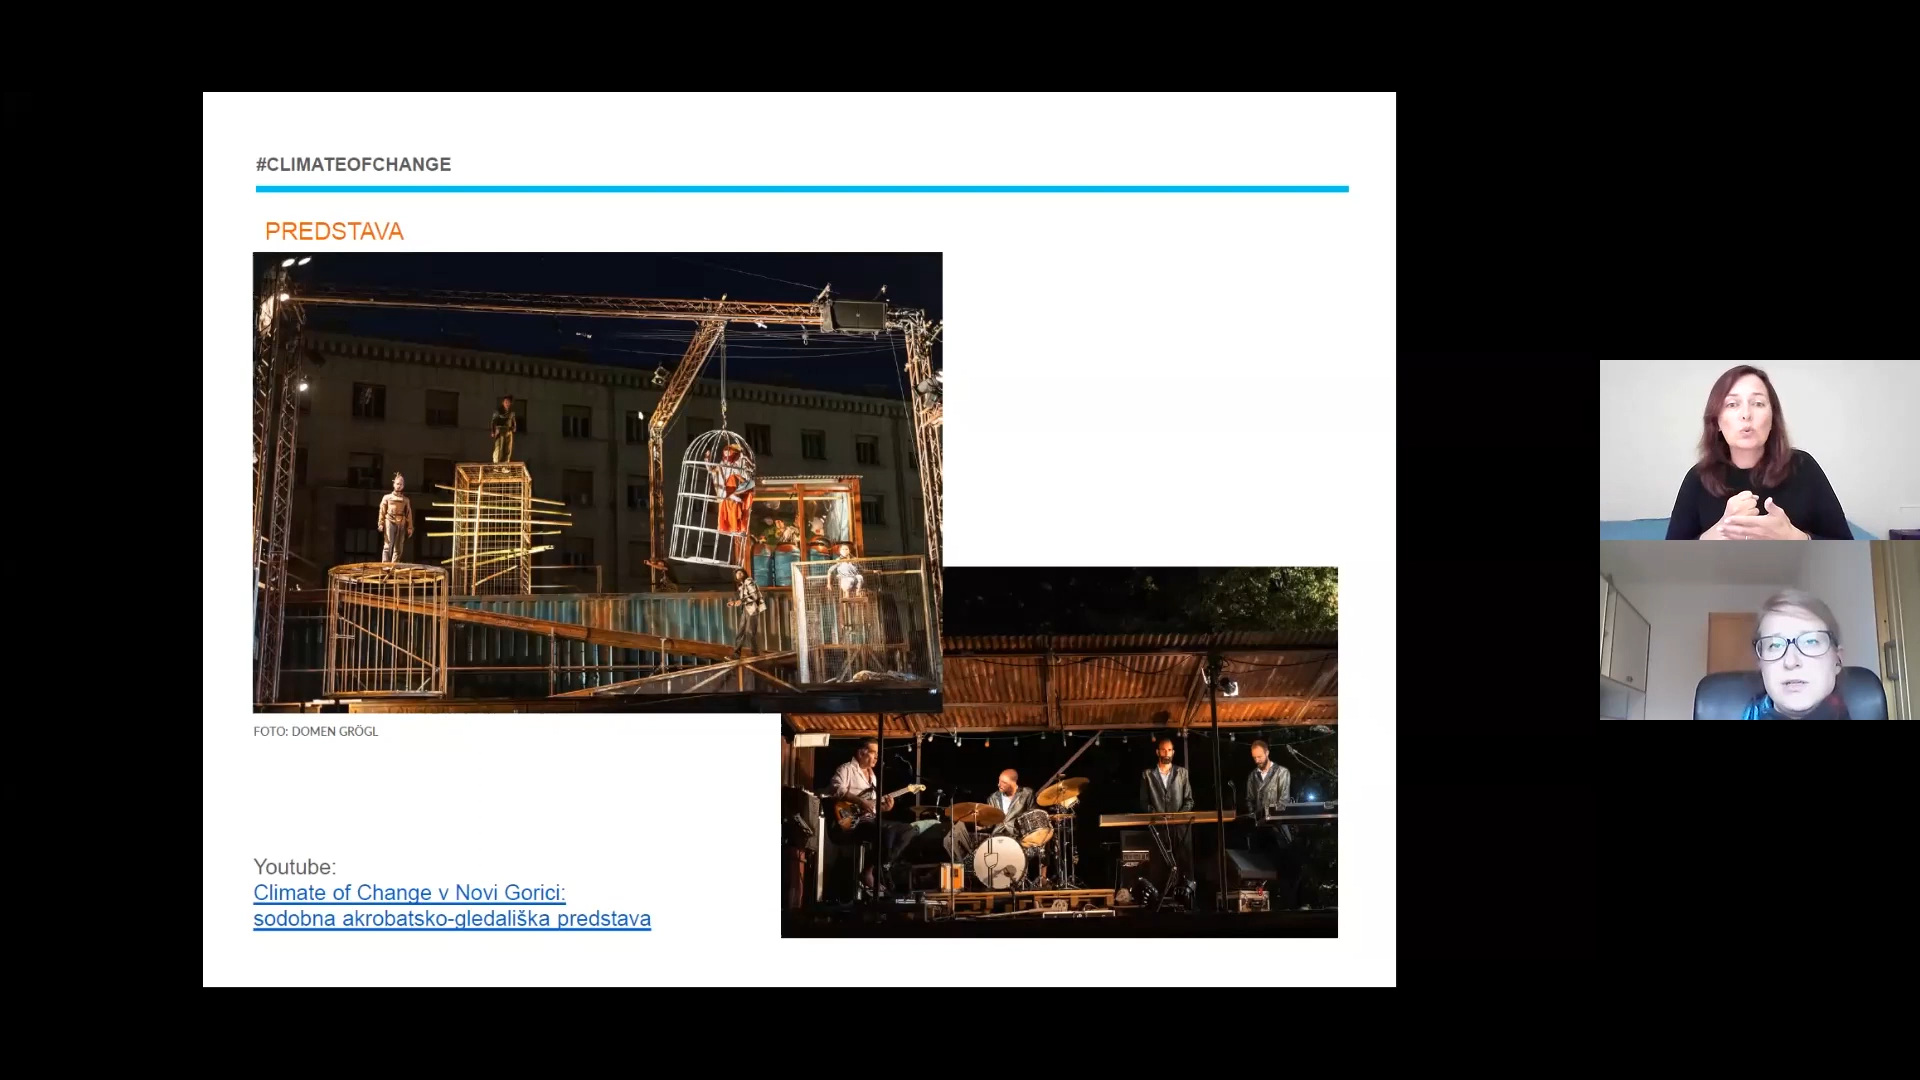 #CLIMATEOFCHANGE
PREDSTAVA
FOTO: DOMEN GRÖGL
Youtube:
Climate of Change v Novi Gorici:
sodobna akrobatsko-gledališka predstava